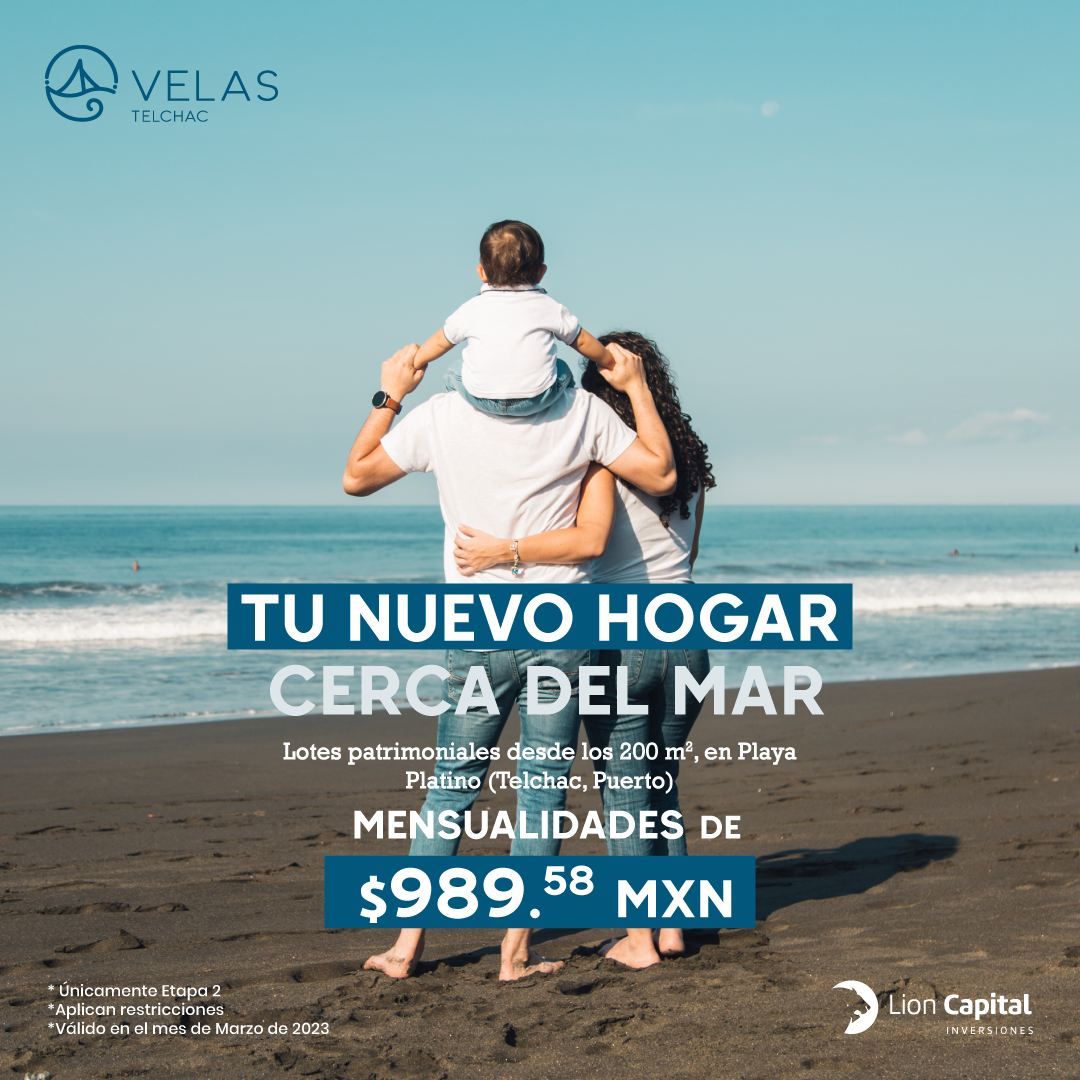 VELAS
TELCHAC
TU NUEVO HOGAR
CERCA DEL MAR
Lotes patrimoniales desde los 200 m², en Playa
Platino (Telchac, Puerto)
MENSUALIDADES DE
$989.58 MXN
* Únicamente Etapa 2
*Aplican restricciones
*Válido en el mes de Marzo de 2023
Lion Capital
INVERSIONES